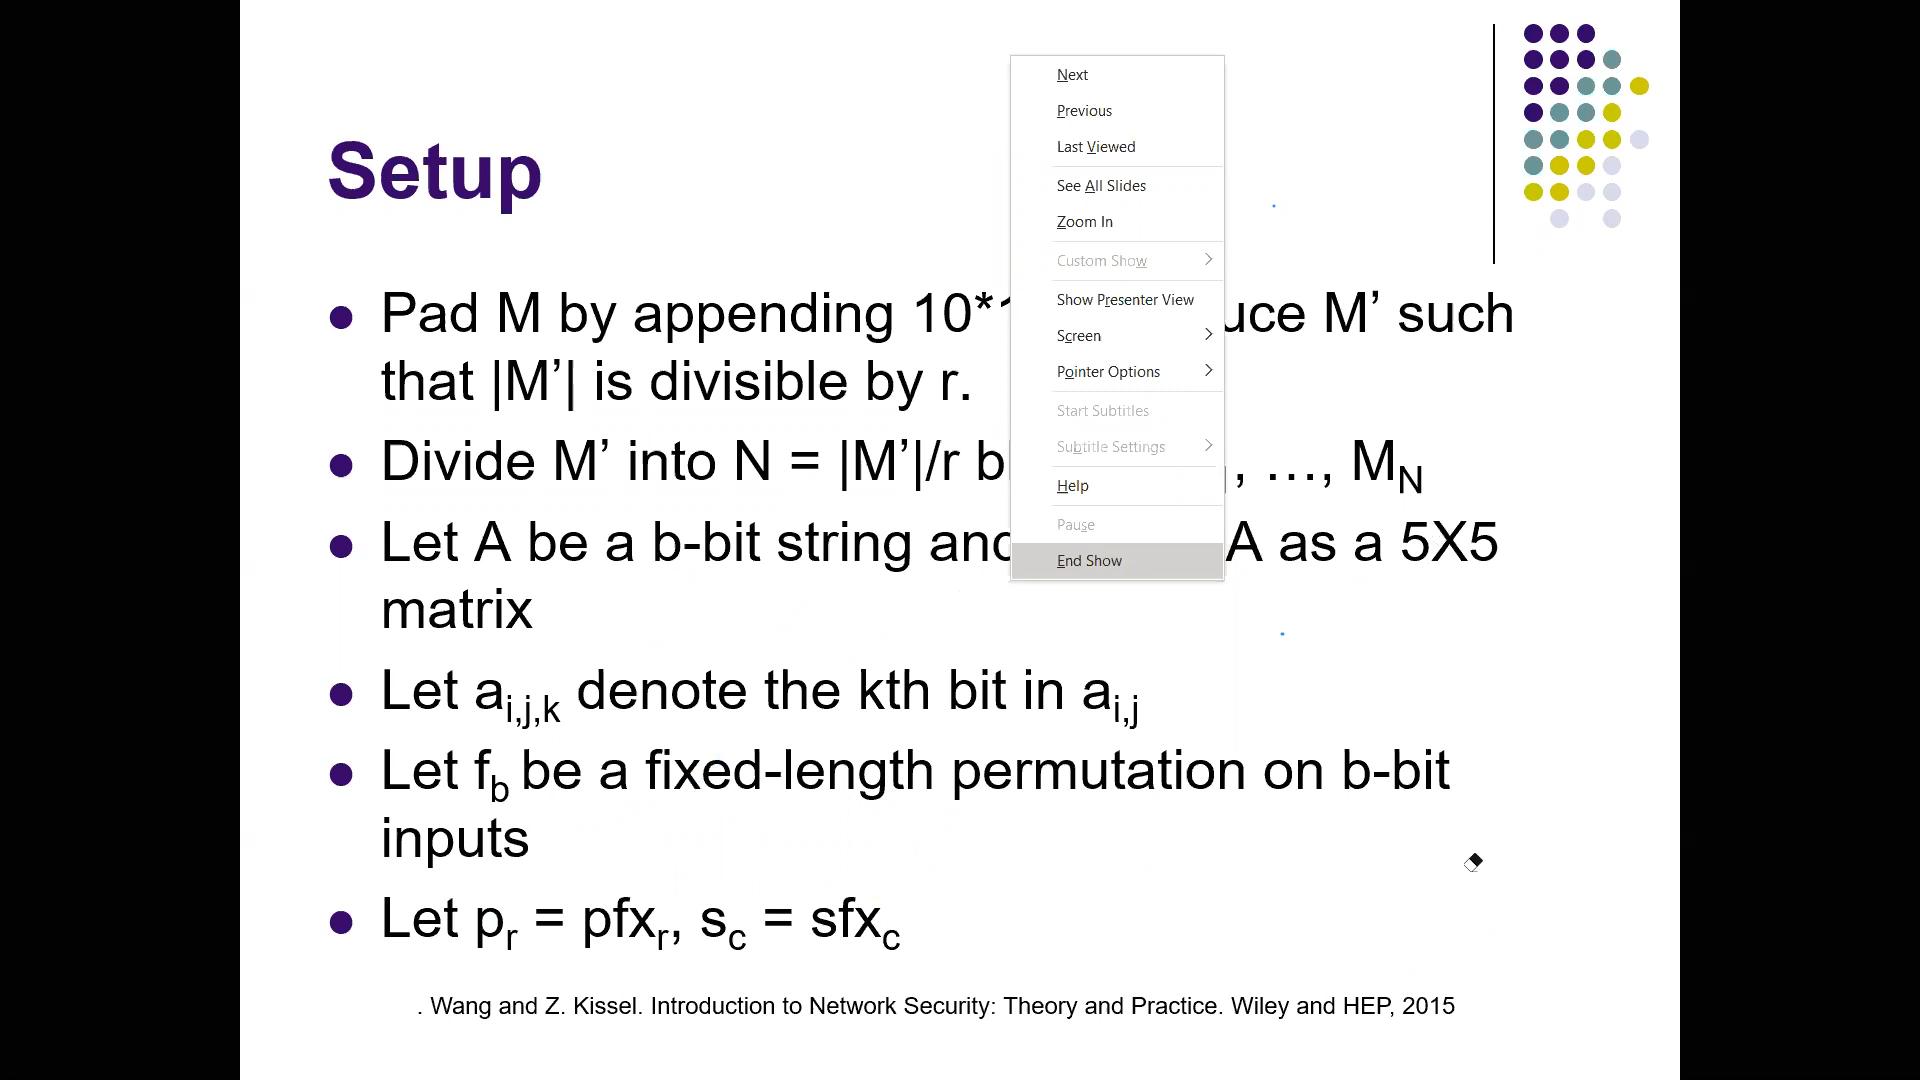 Setup
Pad M by appending 10*1 uce M’ such
that |M’| is divisible by r.
Divide M’ into N = |M’|/r b , …, MN
Let A be a b-bit string and A as a 5X5
matrix
Let ai,j,k denote the kth bit in ai,j
Let fb be a fixed-length permutation on b-bit
inputs
Let pr = pfxr, sc = sfxc
. Wang and Z. Kissel. Introduction to Network Security: Theory and Practice. Wiley and HEP, 2015
Next
Previous
Last Viewed
See All Slides
Zoom In
Custom Show
Show Presenter View
Screen
Pointer Options
Start Subtitles
Subtitle Settings
Help
Pause
End Show